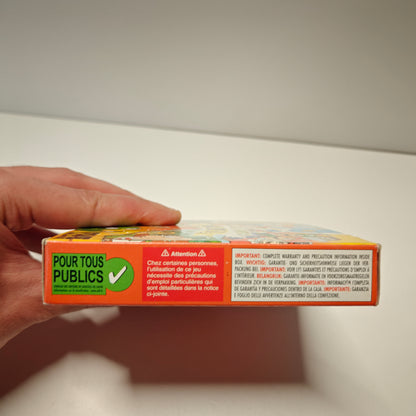 POUR TOUS
PUBLICS
Attention
Chez certaines personnes,
l'utilisation de ce jeu
nécessite des précautions
d'emploi particulières qui
sont détaillées dans la notice
ci-jointe.
IMPORTANT: COMPLETE WARRANTY AND PRECAUTION INFORMATION INSIDE
BOX. WICHTIG: GARANTIE- UND SICHERHEITSHINWEISE LIEGEN DER VER-
PACKUNG BEI. IMPORTANT: VOIR LES GARANTIES ET PRECAUTIONS D'EMPLOI A
L'INTERIEUR. BELANGRIJK: GARANTIE-INFORMATIE EN VOORZORGSMAATREGELEN
BEVINDEN ZICH IN DE VERPAKKING. IMPORTANTE: INFORMACIÓN COMPLETA
DE GARANTIA Y PRECAUCIONES DENTRO DE LA CAJA. IMPORTANTE: GARANZIA
E FOGLIO DELLE AVVERTENZE ALL'INTERNO DELLA CONFEZIONE.